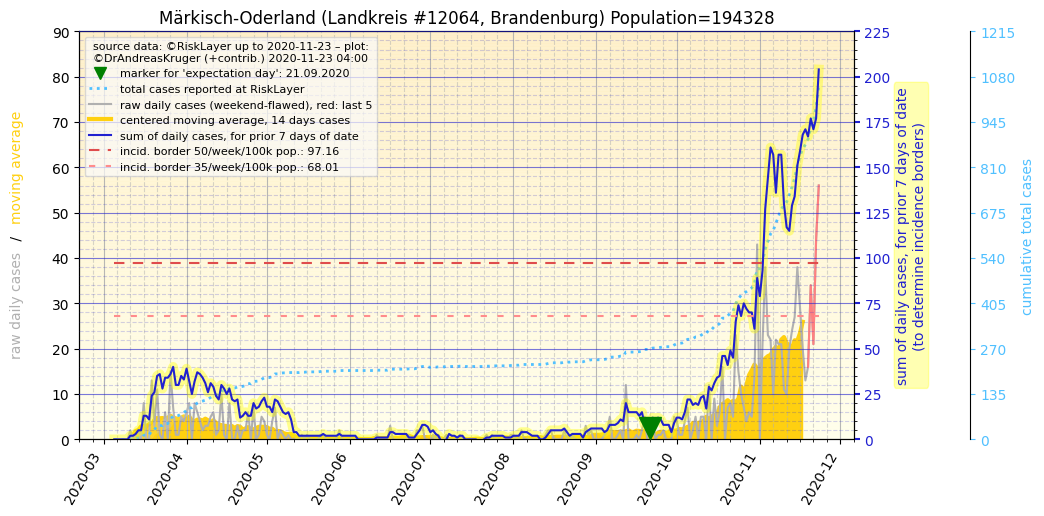 Märkisch-Oderland (Landkreis #12064, Brandenburg) Population=194328
source data: ©RiskLayer up to 2020-11-23 – plot:
©DrAndreasKruger (+contrib.) 2020-11-23 04:00
marker for 'expectation day': 21.09.2020
total cases reported at RiskLayer
raw daily cases (weekend-flawed), red: last 5
centered moving average, 14 days cases
sum of daily cases, for prior 7 days of date
incid. border 50/week/100k pop.: 97.16
incid. border 35/week/100k pop.: 68.01
raw daily cases / moving average
90
80
70
60
50
40
30
20
10
0
225
200
175
150
125
100
75
50
25
0
sum of daily cases, for prior 7 days of date
(to determine incidence borders)
1215
1080
945
810
675
540
405
270
135
0
cumulative total cases
2020-03
2020-04
2020-05
2020-06
2020-07
2020-08
2020-09
2020-10
2020-11
2020-12